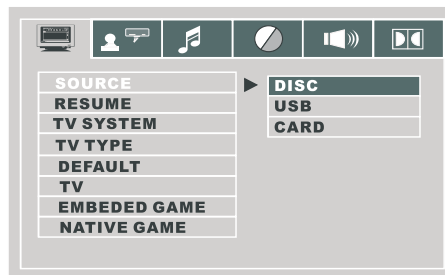 SOURCE
RESUME
TV SYSTEM
TV TYPE
DEFAULT
TV
EMBEDED GAME
NATIVE GAME
DISC
USB
CARD